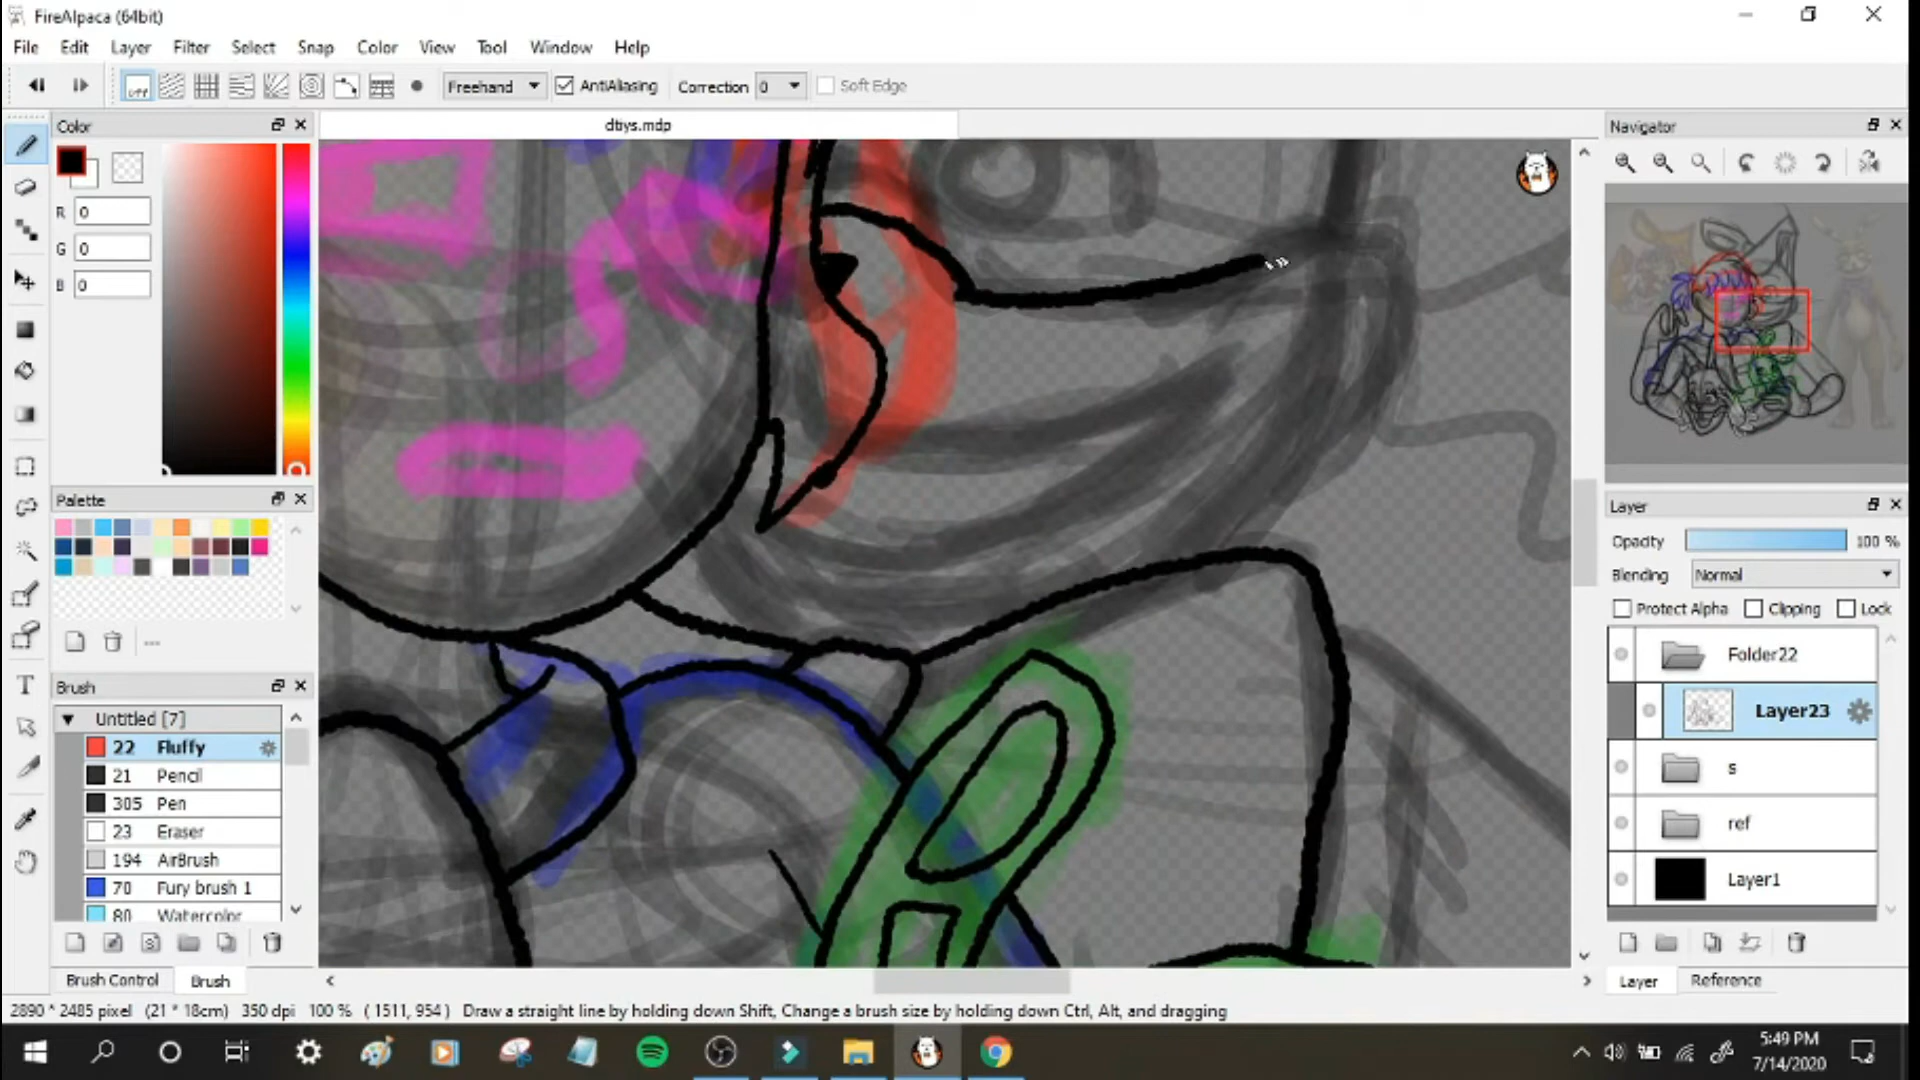 FireAlpaca (64bit)
File Edit Layer Filter Select Snap Color View Tool Window Help
OFF Freehand AntiAliasing Correction 0 Soft Edge
Color
dtiys.mdp
Navigator
R 0
G 0
B 0
Palette
Layer
Opacity 100 %
Blending Normal
Protect Alpha Clipping Lock
Folder22
Layer23
s
ref
Layer1
Brush
Untitled [7]
22 Fluffy
21 Pencil
305 Pen
23 Eraser
194 AirBrush
70 Fury brush 1
80 Watercolor
Brush Control Brush
Layer Reference
2890 * 2485 pixel (21 * 18cm) 350 dpi 100 % ( 1511, 954 ) Draw a straight line by holding down Shift, Change a brush size by holding down Ctrl, Alt, and dragging
5:49 PM
7/14/2020